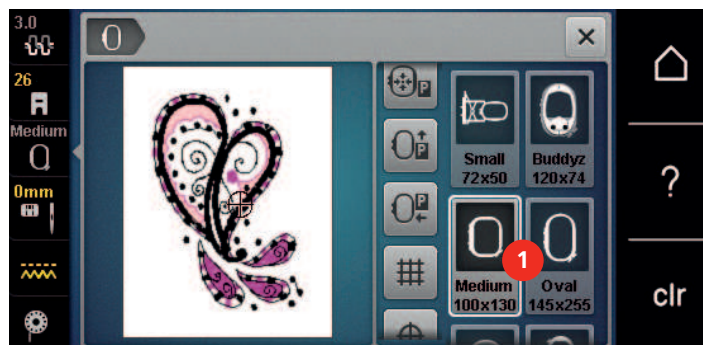 3.0
26
Medium
0mm
P
P
P
Small
72x50
Buddyz
120x74
Medium
100x130
1
Oval
145x255
?
clr